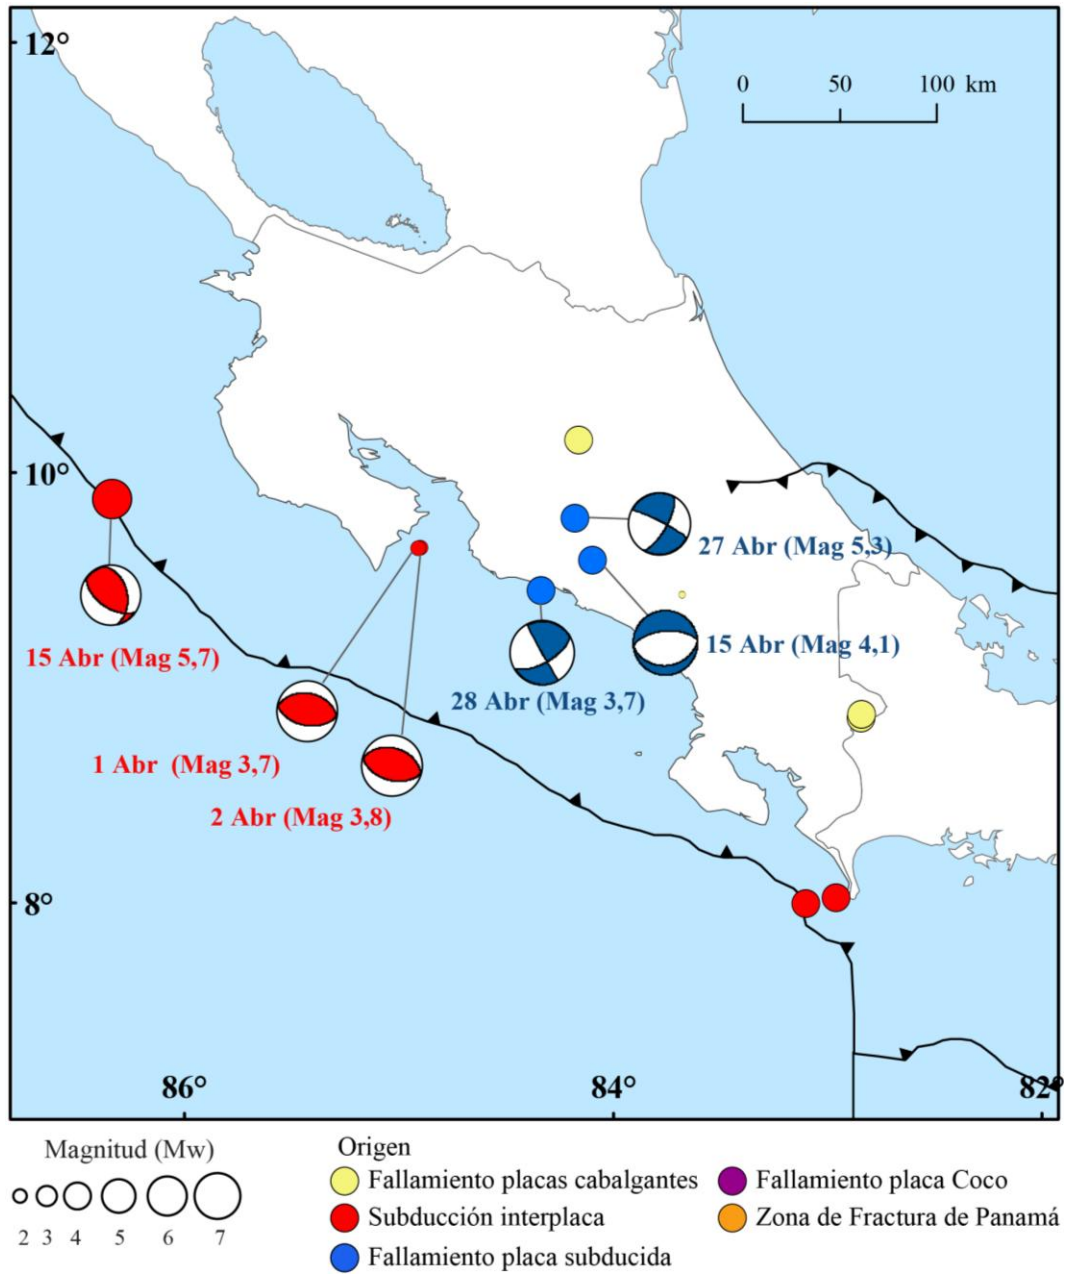 12°
0 50 100 km
10°
27 Abr (Mag 5,3)
15 Abr (Mag 4,1)
15 Abr (Mag 5,7)
28 Abr (Mag 3,7)
1 Abr (Mag 3,7)
2 Abr (Mag 3,8)
8°
86° 84° 82°
Magnitud (Mw)
2 3 4 5 6 7
Origen
Fallamiento placas cabalgantes
Subducción interplaca
Fallamiento placa subducida
Fallamiento placa Coco
Zona de Fractura de Panamá